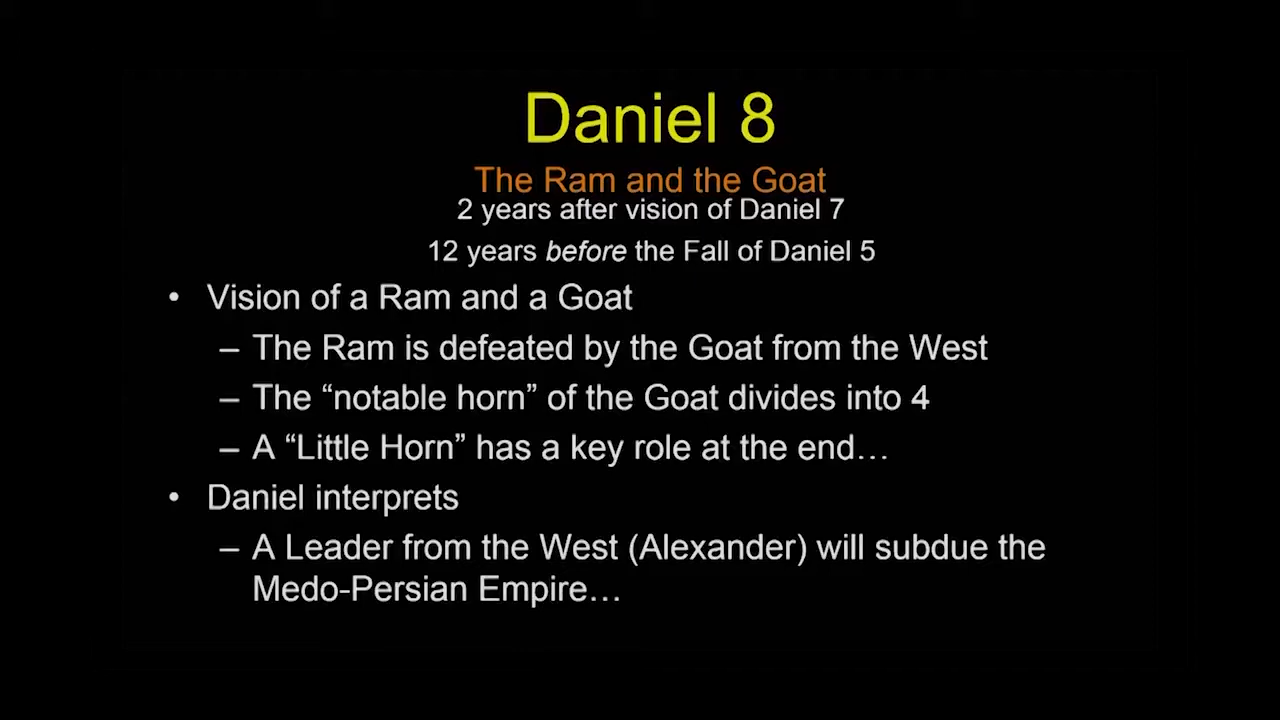 Daniel 8
The Ram and the Goat
2 years after vision of Daniel 7
12 years before the Fall of Daniel 5
• Vision of a Ram and a Goat
– The Ram is defeated by the Goat from the West
– The “notable horn” of the Goat divides into 4
– A “Little Horn” has a key role at the end…
• Daniel interprets
– A Leader from the West (Alexander) will subdue the
Medo-Persian Empire…